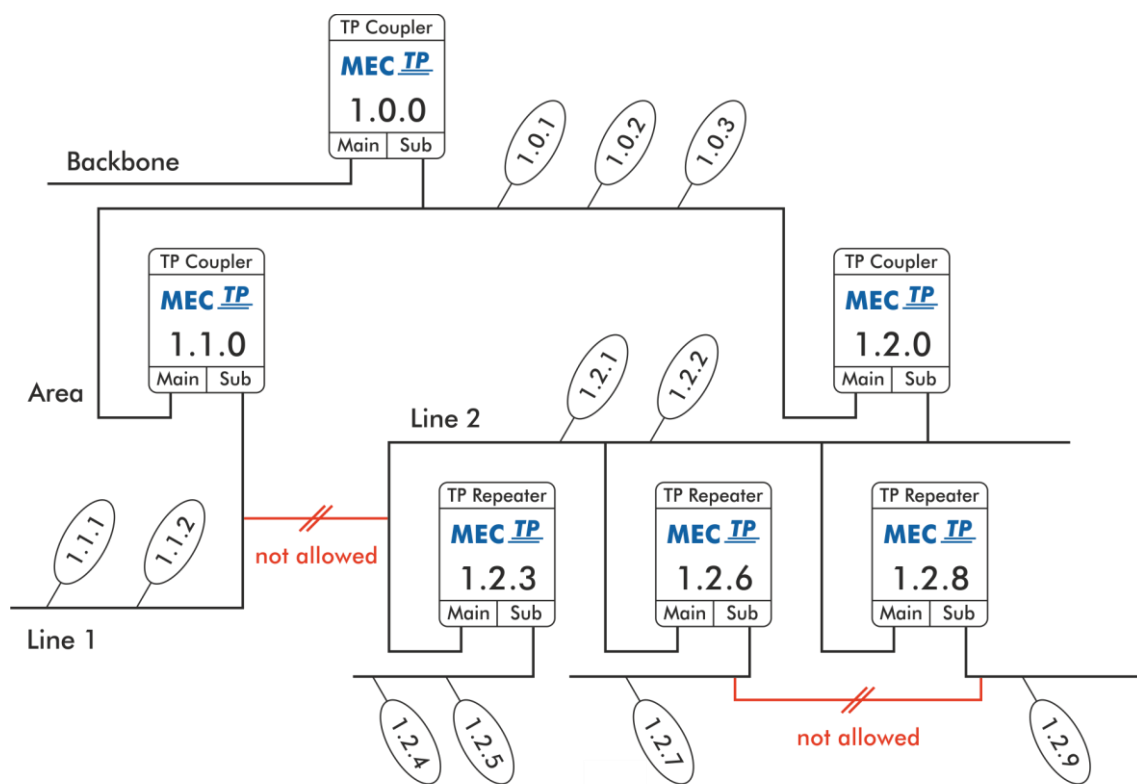 TP Coupler
MEC TP
1.0.0
Main Sub
Backbone
1.0.1
1.0.2
1.0.3
TP Coupler
MEC TP
1.1.0
Main Sub
Area
TP Coupler
MEC TP
1.2.0
Main Sub
Line 2
1.2.1
1.2.2
1.1.1
1.1.2
Line 1
not allowed
TP Repeater
MEC TP
1.2.3
Main Sub
TP Repeater
MEC TP
1.2.6
Main Sub
TP Repeater
MEC TP
1.2.8
Main Sub
1.2.4
1.2.5
1.2.7
not allowed
1.2.9